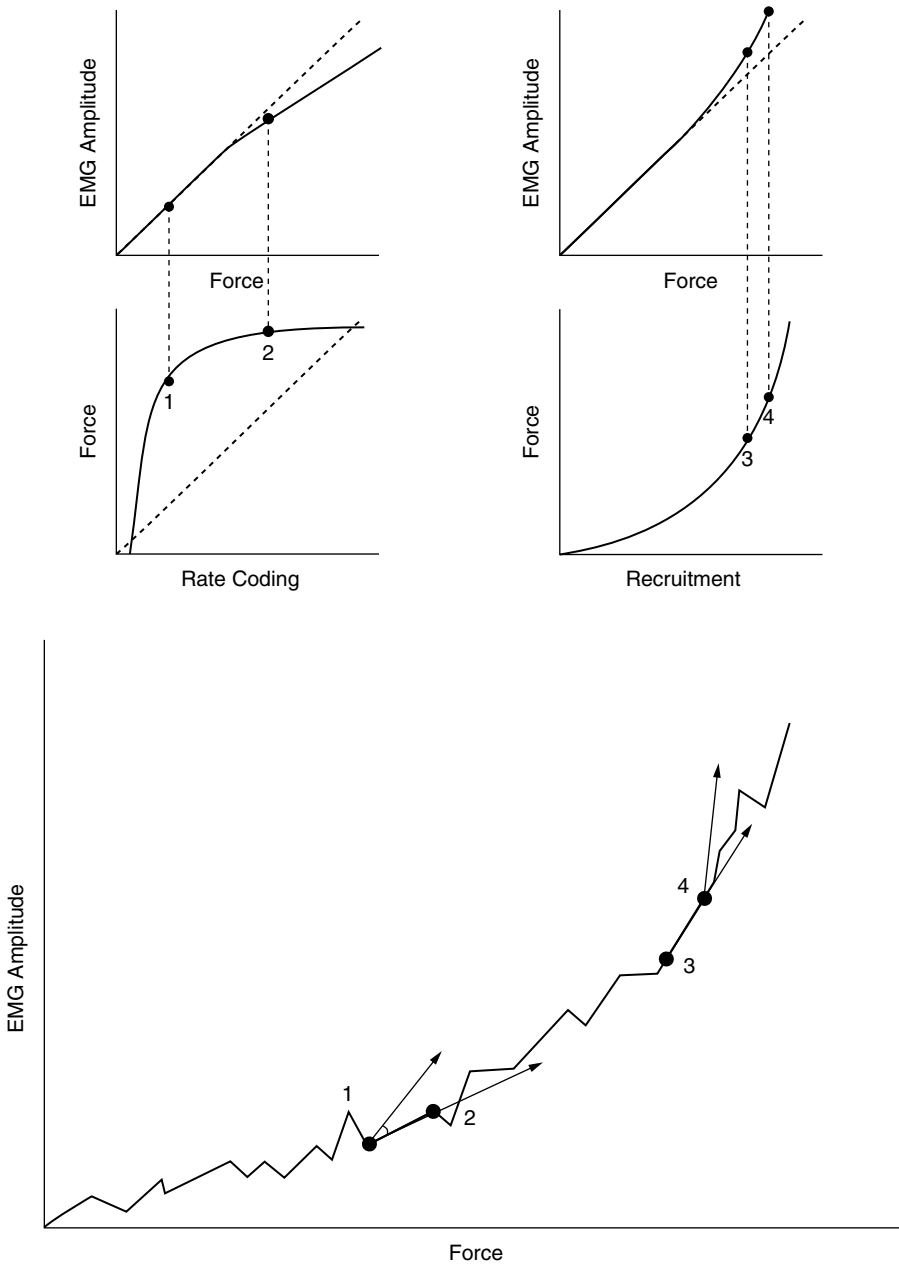 EMG Amplitude
Force
EMG Amplitude
Force
Force
1
2
Rate Coding
Force
3
4
Recruitment
EMG Amplitude
1
2
3
4
Force